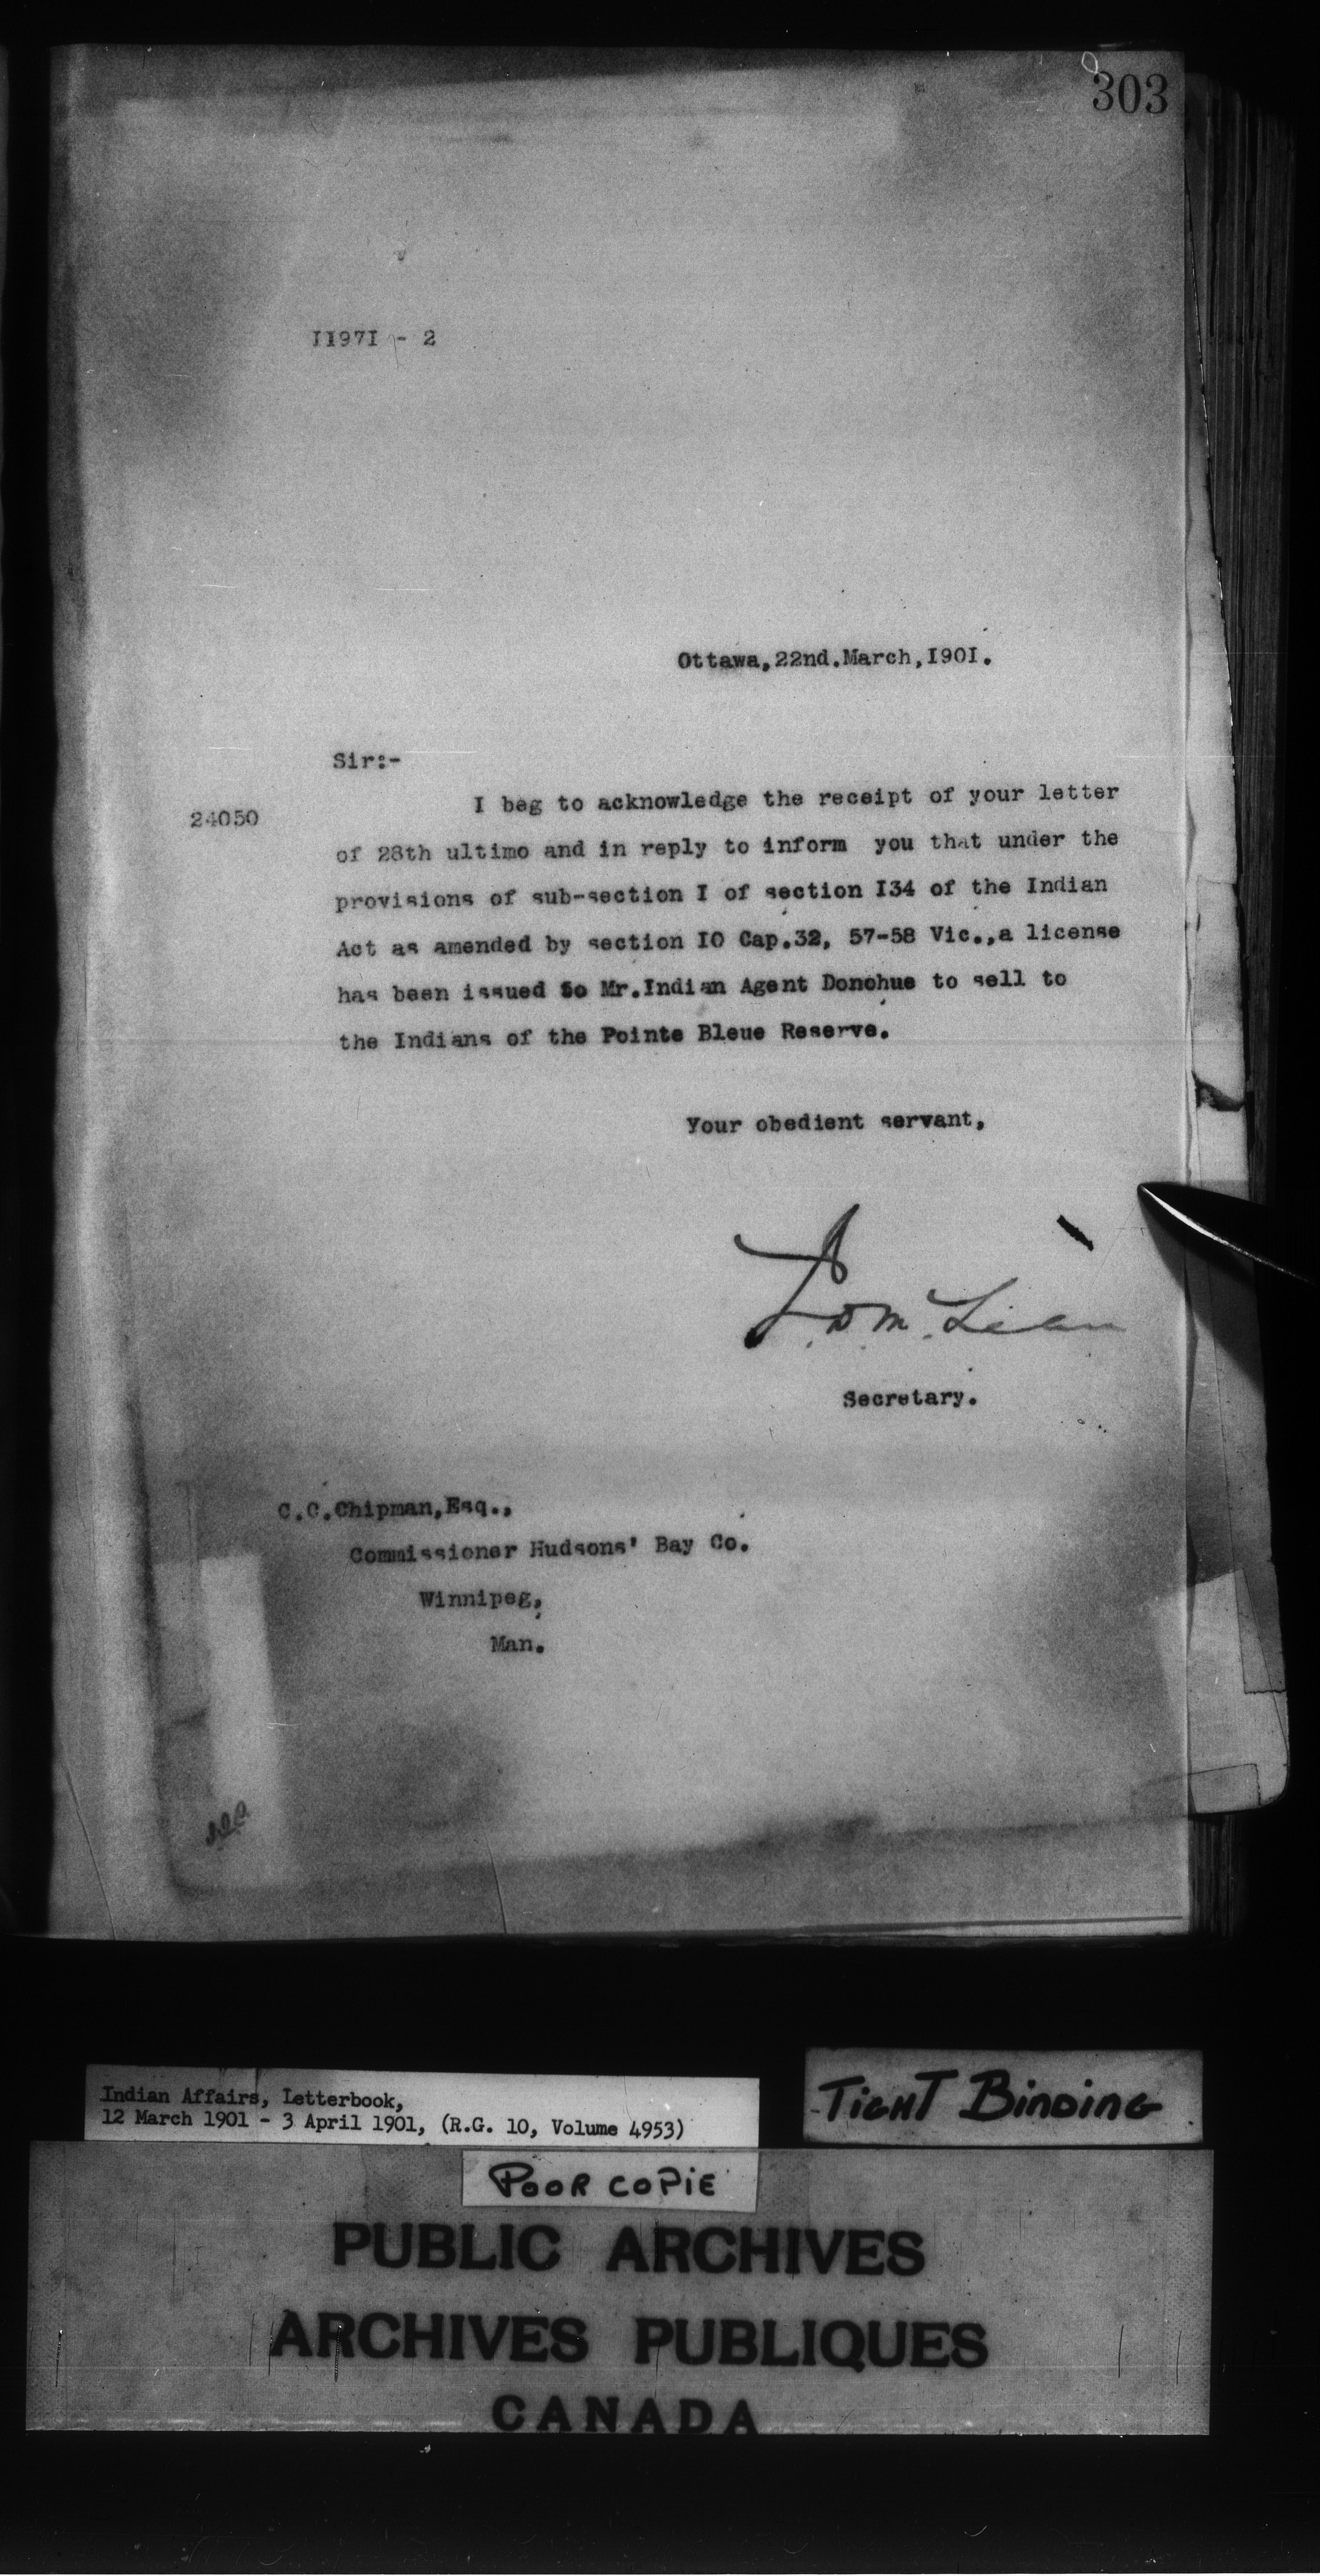 303
II97I - 2
Ottawa, 22nd. March, I90I.
Sir:-
24050
I beg to acknowledge the receipt of your letter
of 28th ultimo and in reply to inform you that under the
provisions of sub-section I of section I34 of the Indian
Act as amended by section IO Cap.32, 57-58 Vic., a license
has been issued to Mr. Indian Agent Donohue to sell to
the Indians of the Pointe Bleue Reserve.
Your obedient servant,
J. D. McLean
Secretary.
C.C.Chipman, Esq.,
Commissioner Hudsons' Bay Co.
Winnipeg,
Man.
Indian Affairs, Letterbook,
12 March 1901 - 3 April 1901, (R.G. 10, Volume 4953)
TIGHT BINDING
POOR COPIE
PUBLIC ARCHIVES
ARCHIVES PUBLIQUES
CANADA